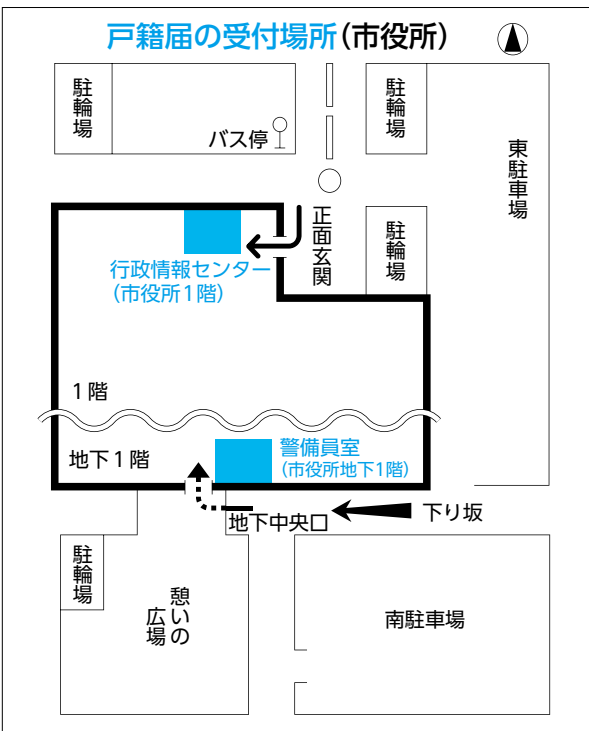 戸籍届の受付場所(市役所)
駐輪場
バス停
駐輪場
東駐車場
正面玄関
駐輪場
行政情報センター
(市役所1階)
1階
地下1階
警備員室
(市役所地下1階)
地下中央口
下り坂
駐輪場
憩いの
広場
南駐車場